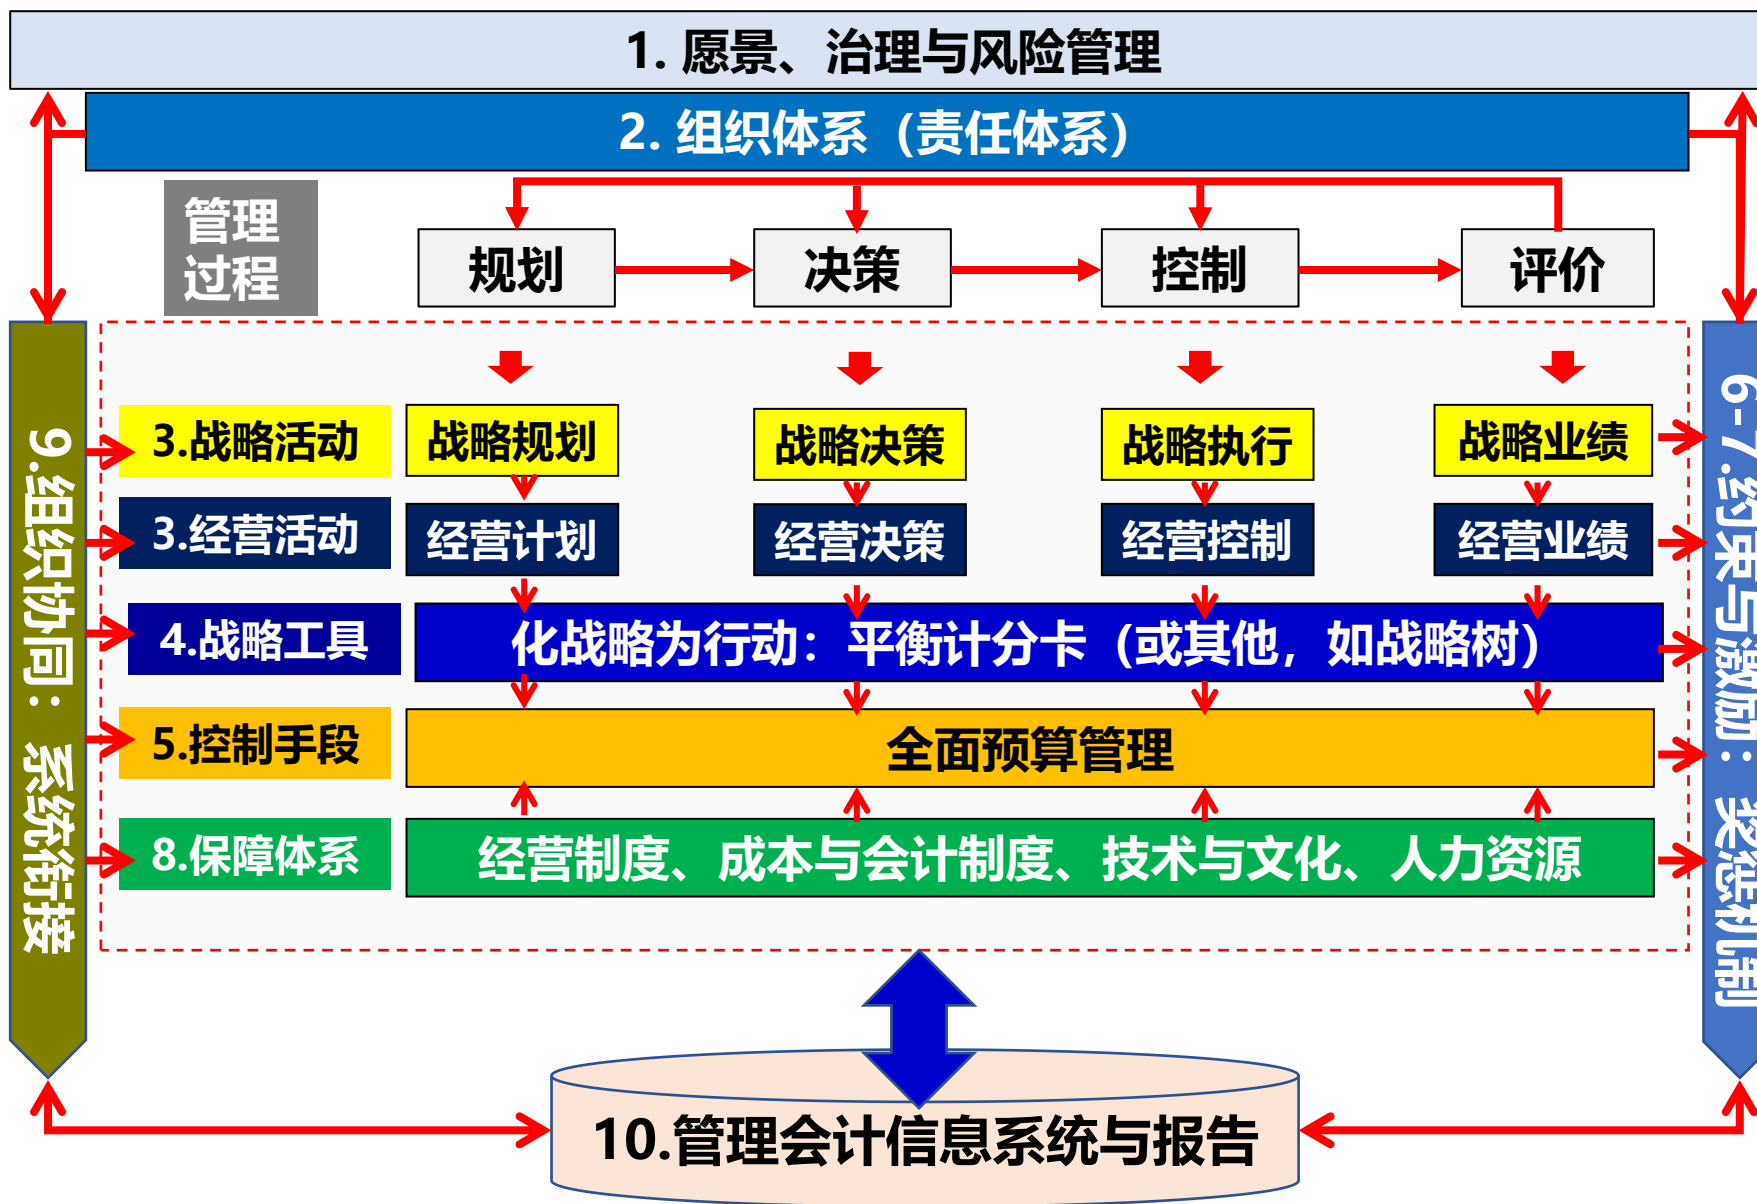 1. 愿景、治理与风险管理
2. 组织体系（责任体系）
管理
过程
规划
决策
控制
评价
3.战略活动
战略规划
战略决策
战略执行
战略业绩
3.经营活动
经营计划
经营决策
经营控制
经营业绩
4.战略工具
化战略为行动：平衡计分卡（或其他，如战略树）
5.控制手段
全面预算管理
8.保障体系
经营制度、成本与会计制度、技术与文化、人力资源
9.组织协同：系统衔接
6-7.约束与激励：奖惩机制
10.管理会计信息系统与报告